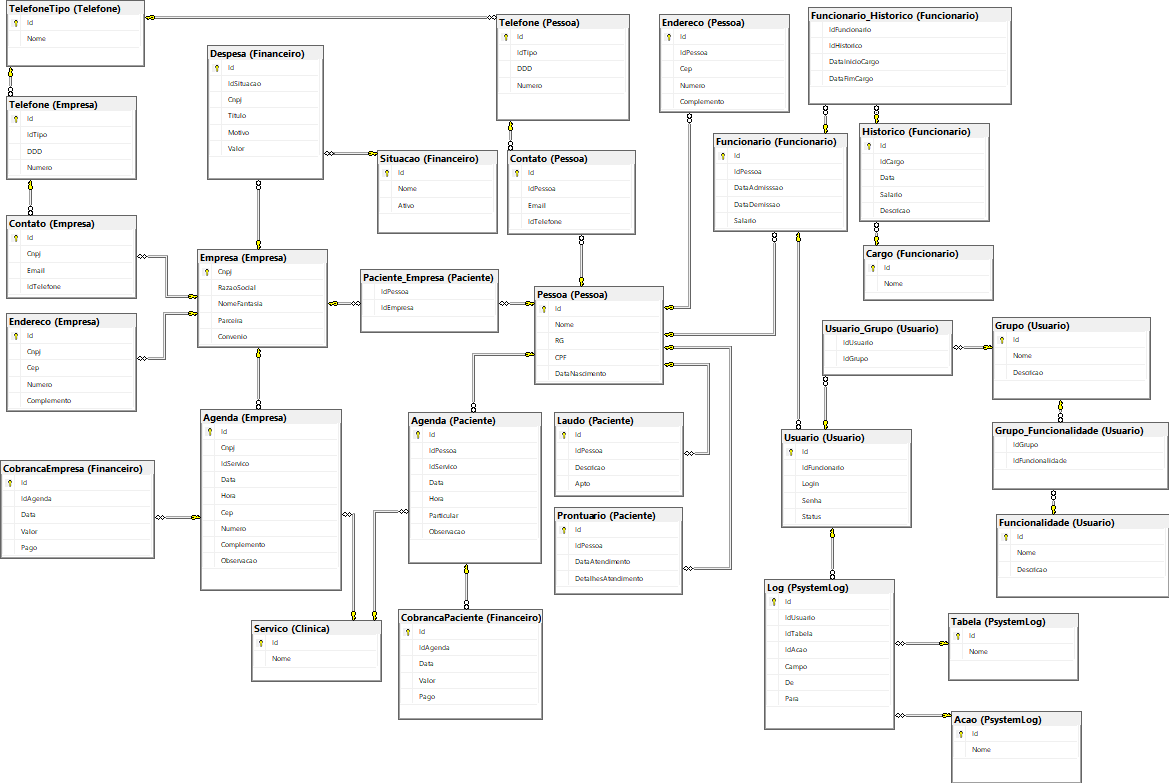 TelefoneTipo (Telefone)
Id
Nome
Telefone (Empresa)
Id
IdTipo
DDD
Numero
Contato (Empresa)
Id
Cnpj
Email
IdTelefone
Endereco (Empresa)
Id
Cnpj
Cep
Numero
Complemento
CobrancaEmpresa (Financeiro)
Id
IdAgenda
Data
Valor
Pago
Despesa (Financeiro)
Id
IdSituacao
Cnpj
Titulo
Motivo
Valor
Situacao (Financeiro)
Id
Nome
Ativo
Empresa (Empresa)
Cnpj
RazaoSocial
NomeFantasia
Parceira
Convenio
Paciente_Empresa (Paciente)
IdPessoa
IdEmpresa
Agenda (Empresa)
Id
Cnpj
IdServico
Data
Hora
Cep
Numero
Complemento
Observacao
Servico (Clinica)
Id
Nome
Telefone (Pessoa)
Id
IdTipo
DDD
Numero
Contato (Pessoa)
Id
IdPessoa
Email
IdTelefone
Pessoa (Pessoa)
Id
Nome
RG
CPF
DataNascimento
Agenda (Paciente)
Id
IdPessoa
IdServico
Data
Hora
Particular
Observacao
CobrancaPaciente (Financeiro)
Id
IdAgenda
Data
Valor
Pago
Laudo (Paciente)
Id
IdPessoa
Descricao
Apto
Prontuario (Paciente)
Id
IdPessoa
DataAtendimento
DetalhesAtendimento
Endereco (Pessoa)
Id
IdPessoa
Cep
Numero
Complemento
Funcionario_Historico (Funcionario)
IdFuncionario
IdHistorico
DataInicioCargo
DataFimCargo
Funcionario (Funcionario)
Id
IdPessoa
DataAdmisssao
DataDemissao
Salario
Historico (Funcionario)
Id
IdCargo
Data
Salario
Descricao
Cargo (Funcionario)
Id
Nome
Usuario_Grupo (Usuario)
IdUsuario
IdGrupo
Grupo (Usuario)
Id
Nome
Descricao
Grupo_Funcionalidade (Usuario)
IdGrupo
IdFuncionalidade
Funcionalidade (Usuario)
Id
Nome
Descricao
Usuario (Usuario)
Id
IdFuncionario
Login
Senha
Status
Log (PsystemLog)
Id
IdUsuario
IdTabela
IdAcao
Campo
De
Para
Tabela (PsystemLog)
Id
Nome
Acao (PsystemLog)
Id
Nome